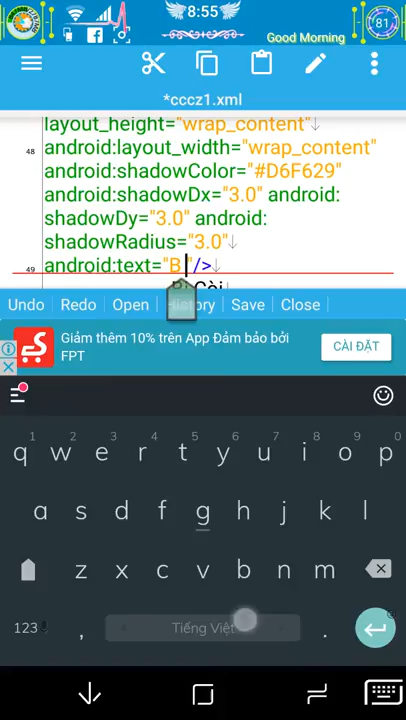 8:55
81
Good Morning
*cccz1.xml
layout_height="wrap_content"↓
48 android:layout_width="wrap_content"
android:shadowColor="#D6F629"
android:shadowDx="3.0" android:
shadowDy="3.0" android:
shadowRadius="3.0"↓
49 android:text="B "/>↓
Undo Redo Open History Save Close
Giảm thêm 10% trên App Đảm bảo bởi
FPT
CÀI ĐẶT
1 2 3 4 5 6 7 8 9 0
q w e r t y u i o p
a s d f g h j k l
z x c v b n m
123 , Tiếng Việt .